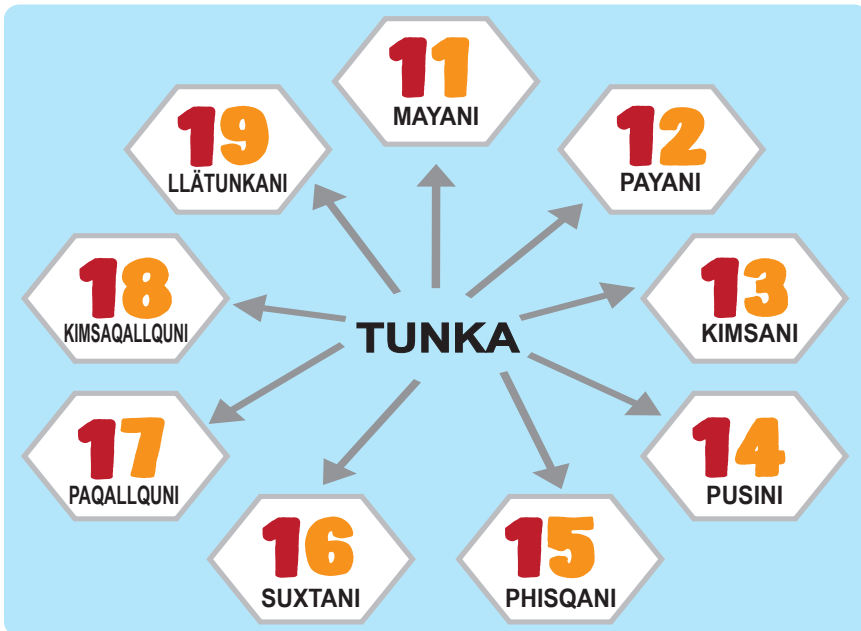 11
MAYANI
12
PAYANI
13
KIMSANI
14
PUSINI
15
PHISQANI
16
SUXTANI
17
PAQALLQUNI
18
KIMSAQALLQUNI
19
LLÄTUNKANI
TUNKA